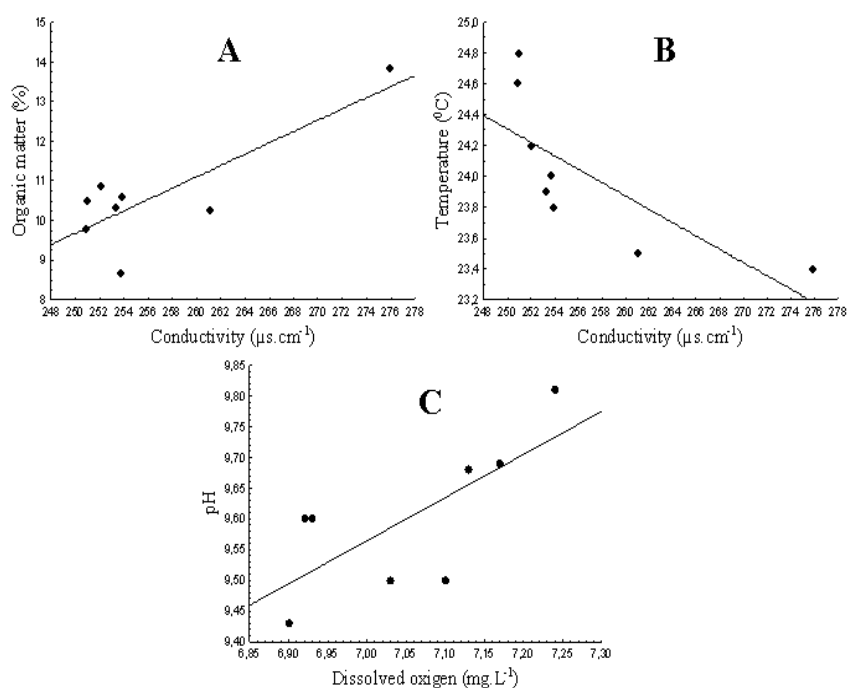 A
Organic matter (%)
15
14
13
12
11
10
9
8
248 250 252 254 256 258 260 262 264 266 268 270 272 274 276 278
Conductivity (µs.cm-1)
B
Temperature (⁰C)
25,0
24,8
24,6
24,4
24,2
24,0
23,8
23,6
23,4
23,2
248 250 252 254 256 258 260 262 264 266 268 270 272 274 276 278
Conductivity (µs.cm-1)
C
pH
9,85
9,80
9,75
9,70
9,65
9,60
9,55
9,50
9,45
9,40
6,85 6,90 6,95 7,00 7,05 7,10 7,15 7,20 7,25 7,30
Dissolved oxigen (mg.L-1)